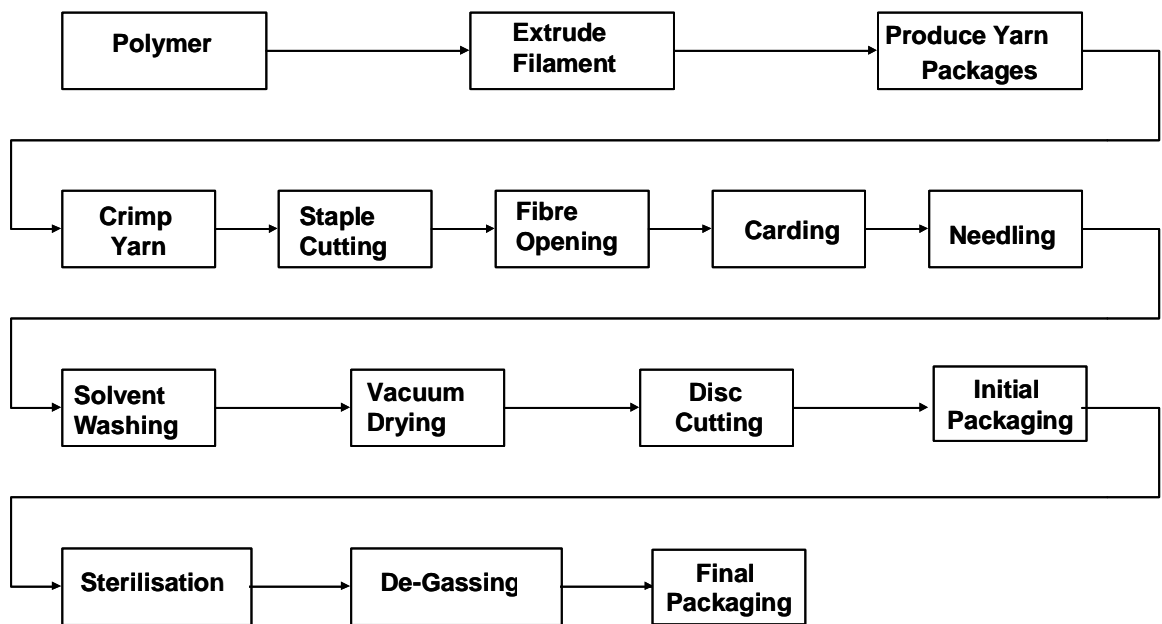 Polymer
Extrude
Filament
Produce Yarn
Packages
Crimp
Yarn
Staple
Cutting
Fibre
Opening
Carding
Needling
Solvent
Washing
Vacuum
Drying
Disc
Cutting
Initial
Packaging
Sterilisation
De-Gassing
Final
Packaging